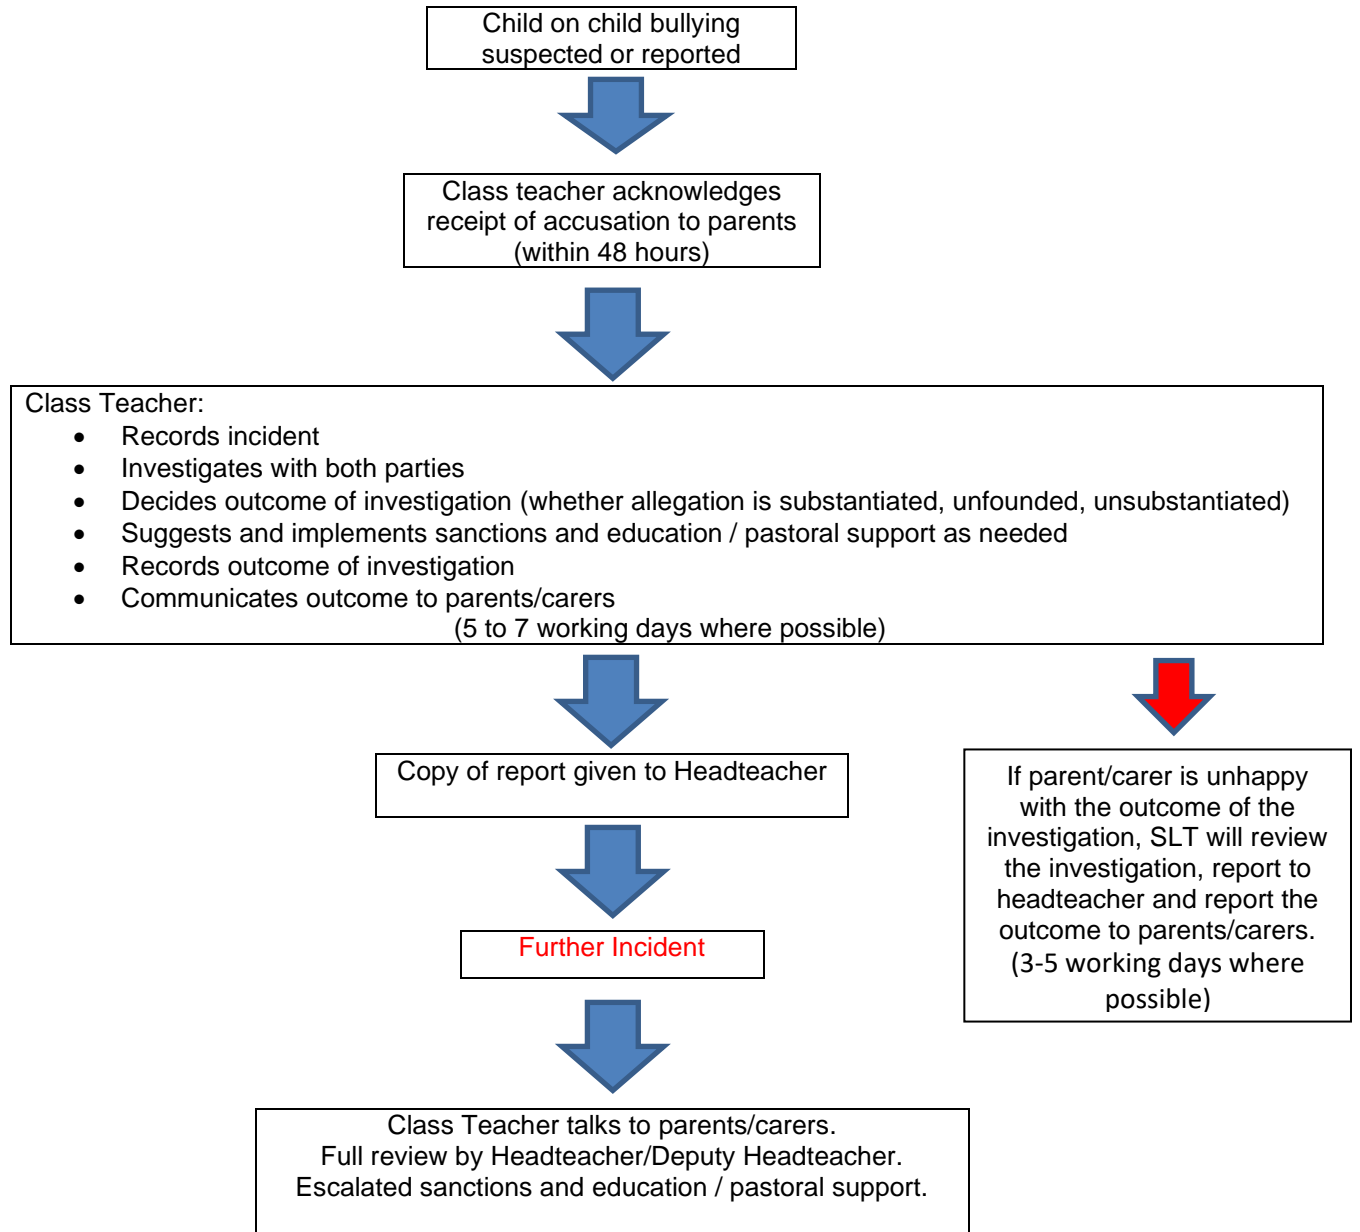 Child on child bullying
suspected or reported
Class teacher acknowledges
receipt of accusation to parents
(within 48 hours)
Class Teacher:
• Records incident
• Investigates with both parties
• Decides outcome of investigation (whether allegation is substantiated, unfounded, unsubstantiated)
• Suggests and implements sanctions and education / pastoral support as needed
• Records outcome of investigation
• Communicates outcome to parents/carers
(5 to 7 working days where possible)
Copy of report given to Headteacher
If parent/carer is unhappy
with the outcome of the
investigation, SLT will review
the investigation, report to
headteacher and report the
outcome to parents/carers.
(3-5 working days where
possible)
Further Incident
Class Teacher talks to parents/carers.
Full review by Headteacher/Deputy Headteacher.
Escalated sanctions and education / pastoral support.